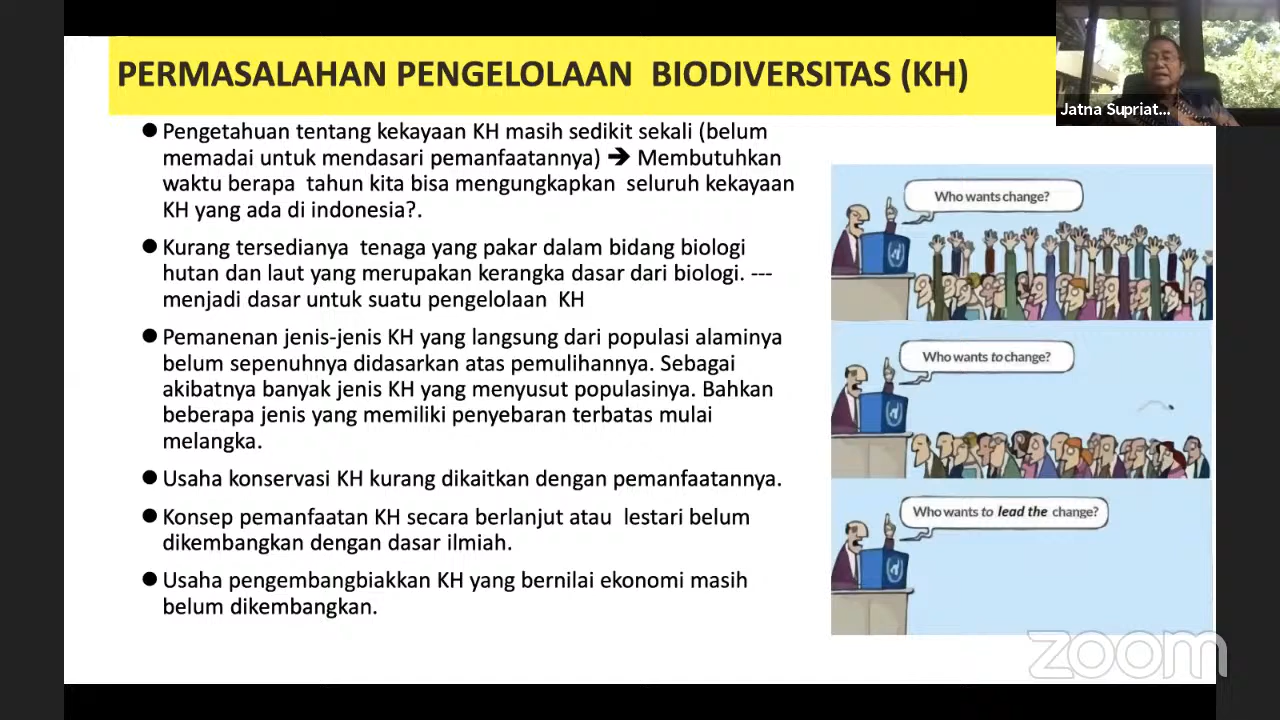 PERMASALAHAN PENGELOLAAN BIODIVERSITAS (KH)
Jatna Supriat...
● Pengetahuan tentang kekayaan KH masih sedikit sekali (belum
memadai untuk mendasari pemanfaatannya) ➔ Membutuhkan
waktu berapa tahun kita bisa mengungkapkan seluruh kekayaan
KH yang ada di indonesia?.
● Kurang tersedianya tenaga yang pakar dalam bidang biologi
hutan dan laut yang merupakan kerangka dasar dari biologi. ---
menjadi dasar untuk suatu pengelolaan KH
● Pemanenan jenis-jenis KH yang langsung dari populasi alaminya
belum sepenuhnya didasarkan atas pemulihannya. Sebagai
akibatnya banyak jenis KH yang menyusut populasinya. Bahkan
beberapa jenis yang memiliki penyebaran terbatas mulai
melangka.
● Usaha konservasi KH kurang dikaitkan dengan pemanfaatannya.
● Konsep pemanfaatan KH secara berlanjut atau lestari belum
dikembangkan dengan dasar ilmiah.
● Usaha pengembangbiakkan KH yang bernilai ekonomi masih
belum dikembangkan.
Who wants change?
Who wants to change?
Who wants to lead the change?
zoom